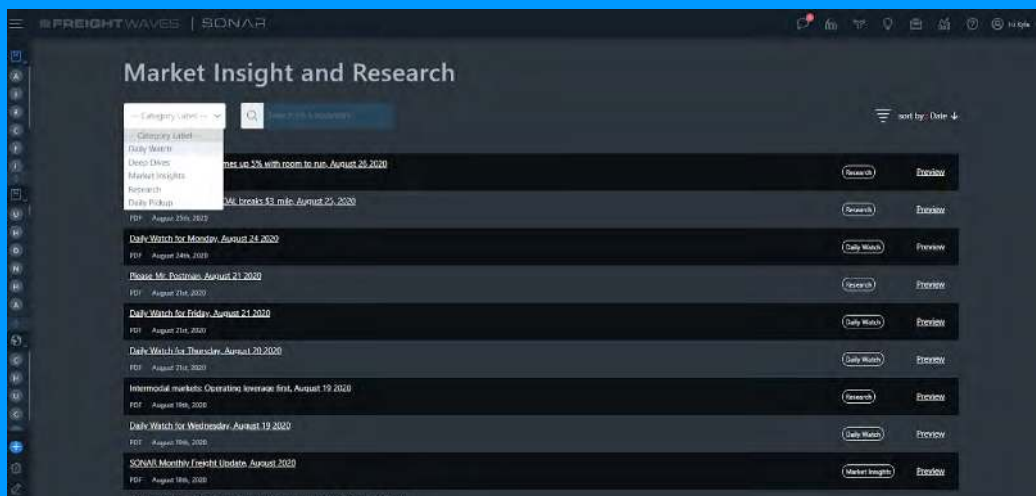 FREIGHTWAVES | SONAR
Hi Kyle
Market Insight and Research
-- Category Label --
sort by: Date ↓
-- Category Label --
Daily Watch
Deep Dives
Market Insights
Research
Daily Pickup
mes up 5% with room to run, August 26 2020
Research
Preview
breaks $3 mile, August 25, 2020
PDF August 25th, 2020
Research
Preview
Daily Watch for Monday, August 24 2020
PDF August 24th, 2020
Daily Watch
Preview
Please Mr. Postman, August 21 2020
PDF August 21st, 2020
Research
Preview
Daily Watch for Friday, August 21 2020
PDF August 21st, 2020
Daily Watch
Preview
Daily Watch for Thursday, August 20 2020
PDF August 21st, 2020
Daily Watch
Preview
Intermodal markets: Operating leverage first, August 19 2020
PDF August 19th, 2020
Research
Preview
Daily Watch for Wednesday, August 19 2020
PDF August 19th, 2020
Daily Watch
Preview
SONAR Monthly Freight Update, August 2020
PDF August 18th, 2020
Market Insights
Preview